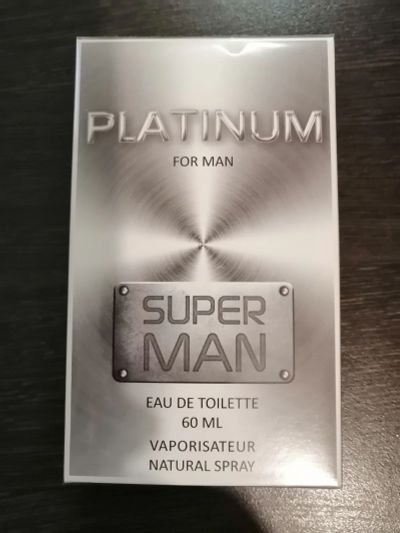 PLATINUM
FOR MAN
SUPER
MAN
EAU DE TOILETTE
60 ML
VAPORISATEUR
NATURAL SPRAY